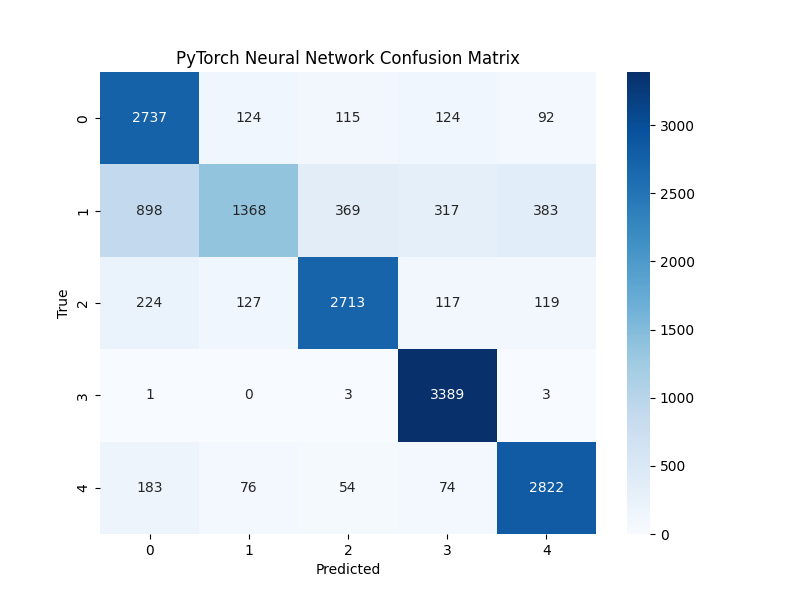 PyTorch Neural Network Confusion Matrix
0 2737 124 115 124 92
1 898 1368 369 317 383
2 224 127 2713 117 119
3 1 0 3 3389 3
4 183 76 54 74 2822
True
0 1 2 3 4
Predicted
3000
2500
2000
1500
1000
500
0